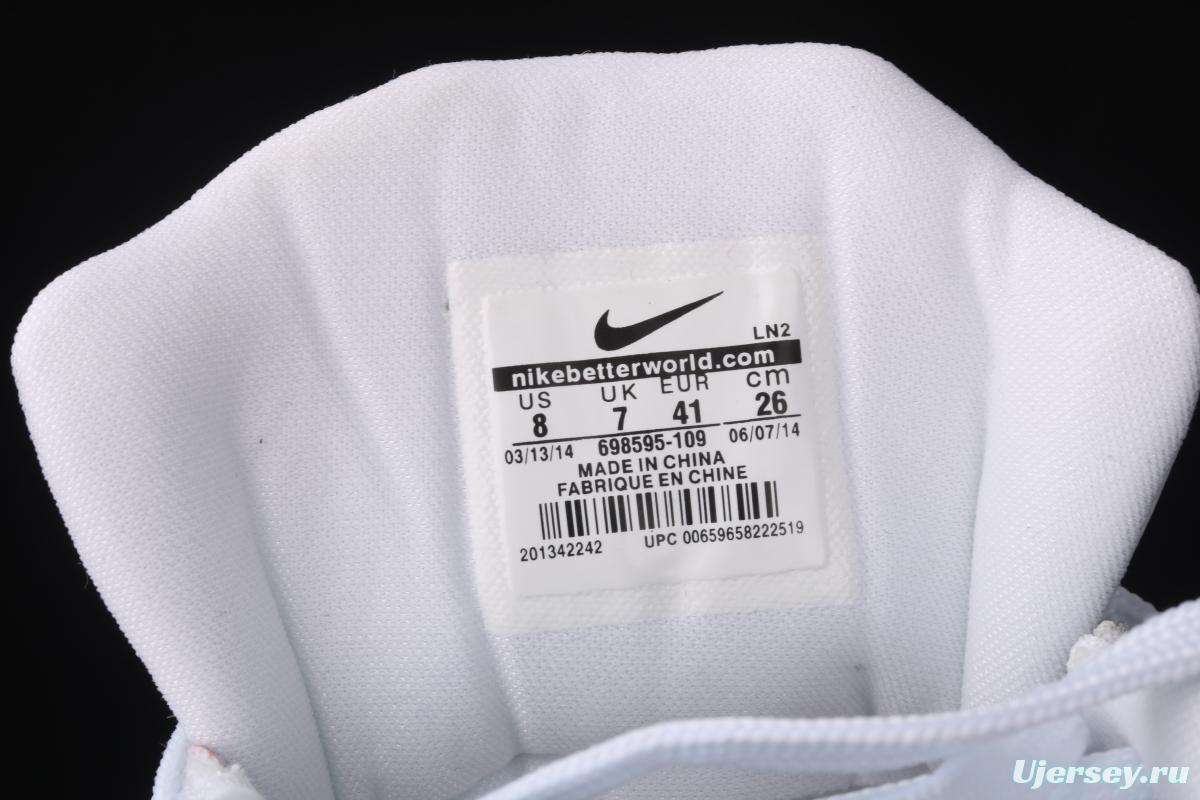 LN2
nikebetterworld.com
US UK EUR cm
8 7 41 26
03/13/14 698595-109 06/07/14
MADE IN CHINA
FABRIQUE EN CHINE
201342242 UPC 00659658222519
Ujersey.ru